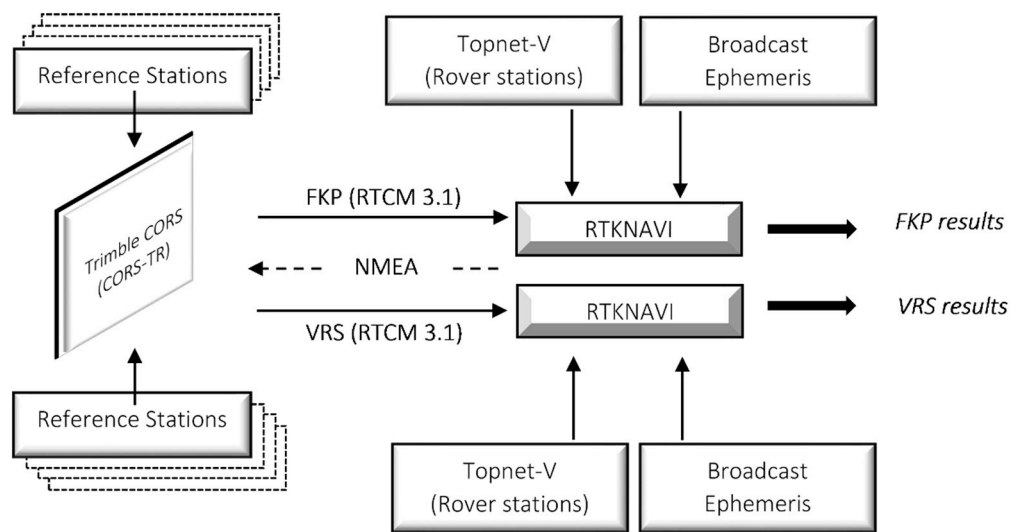 Reference Stations
Topnet-V
(Rover stations)
Broadcast
Ephemeris
Trimble CORS
(CORS-TR)
FKP (RTCM 3.1)
RTKNAVI
FKP results
NMEA
VRS (RTCM 3.1)
RTKNAVI
VRS results
Reference Stations
Topnet-V
(Rover stations)
Broadcast
Ephemeris